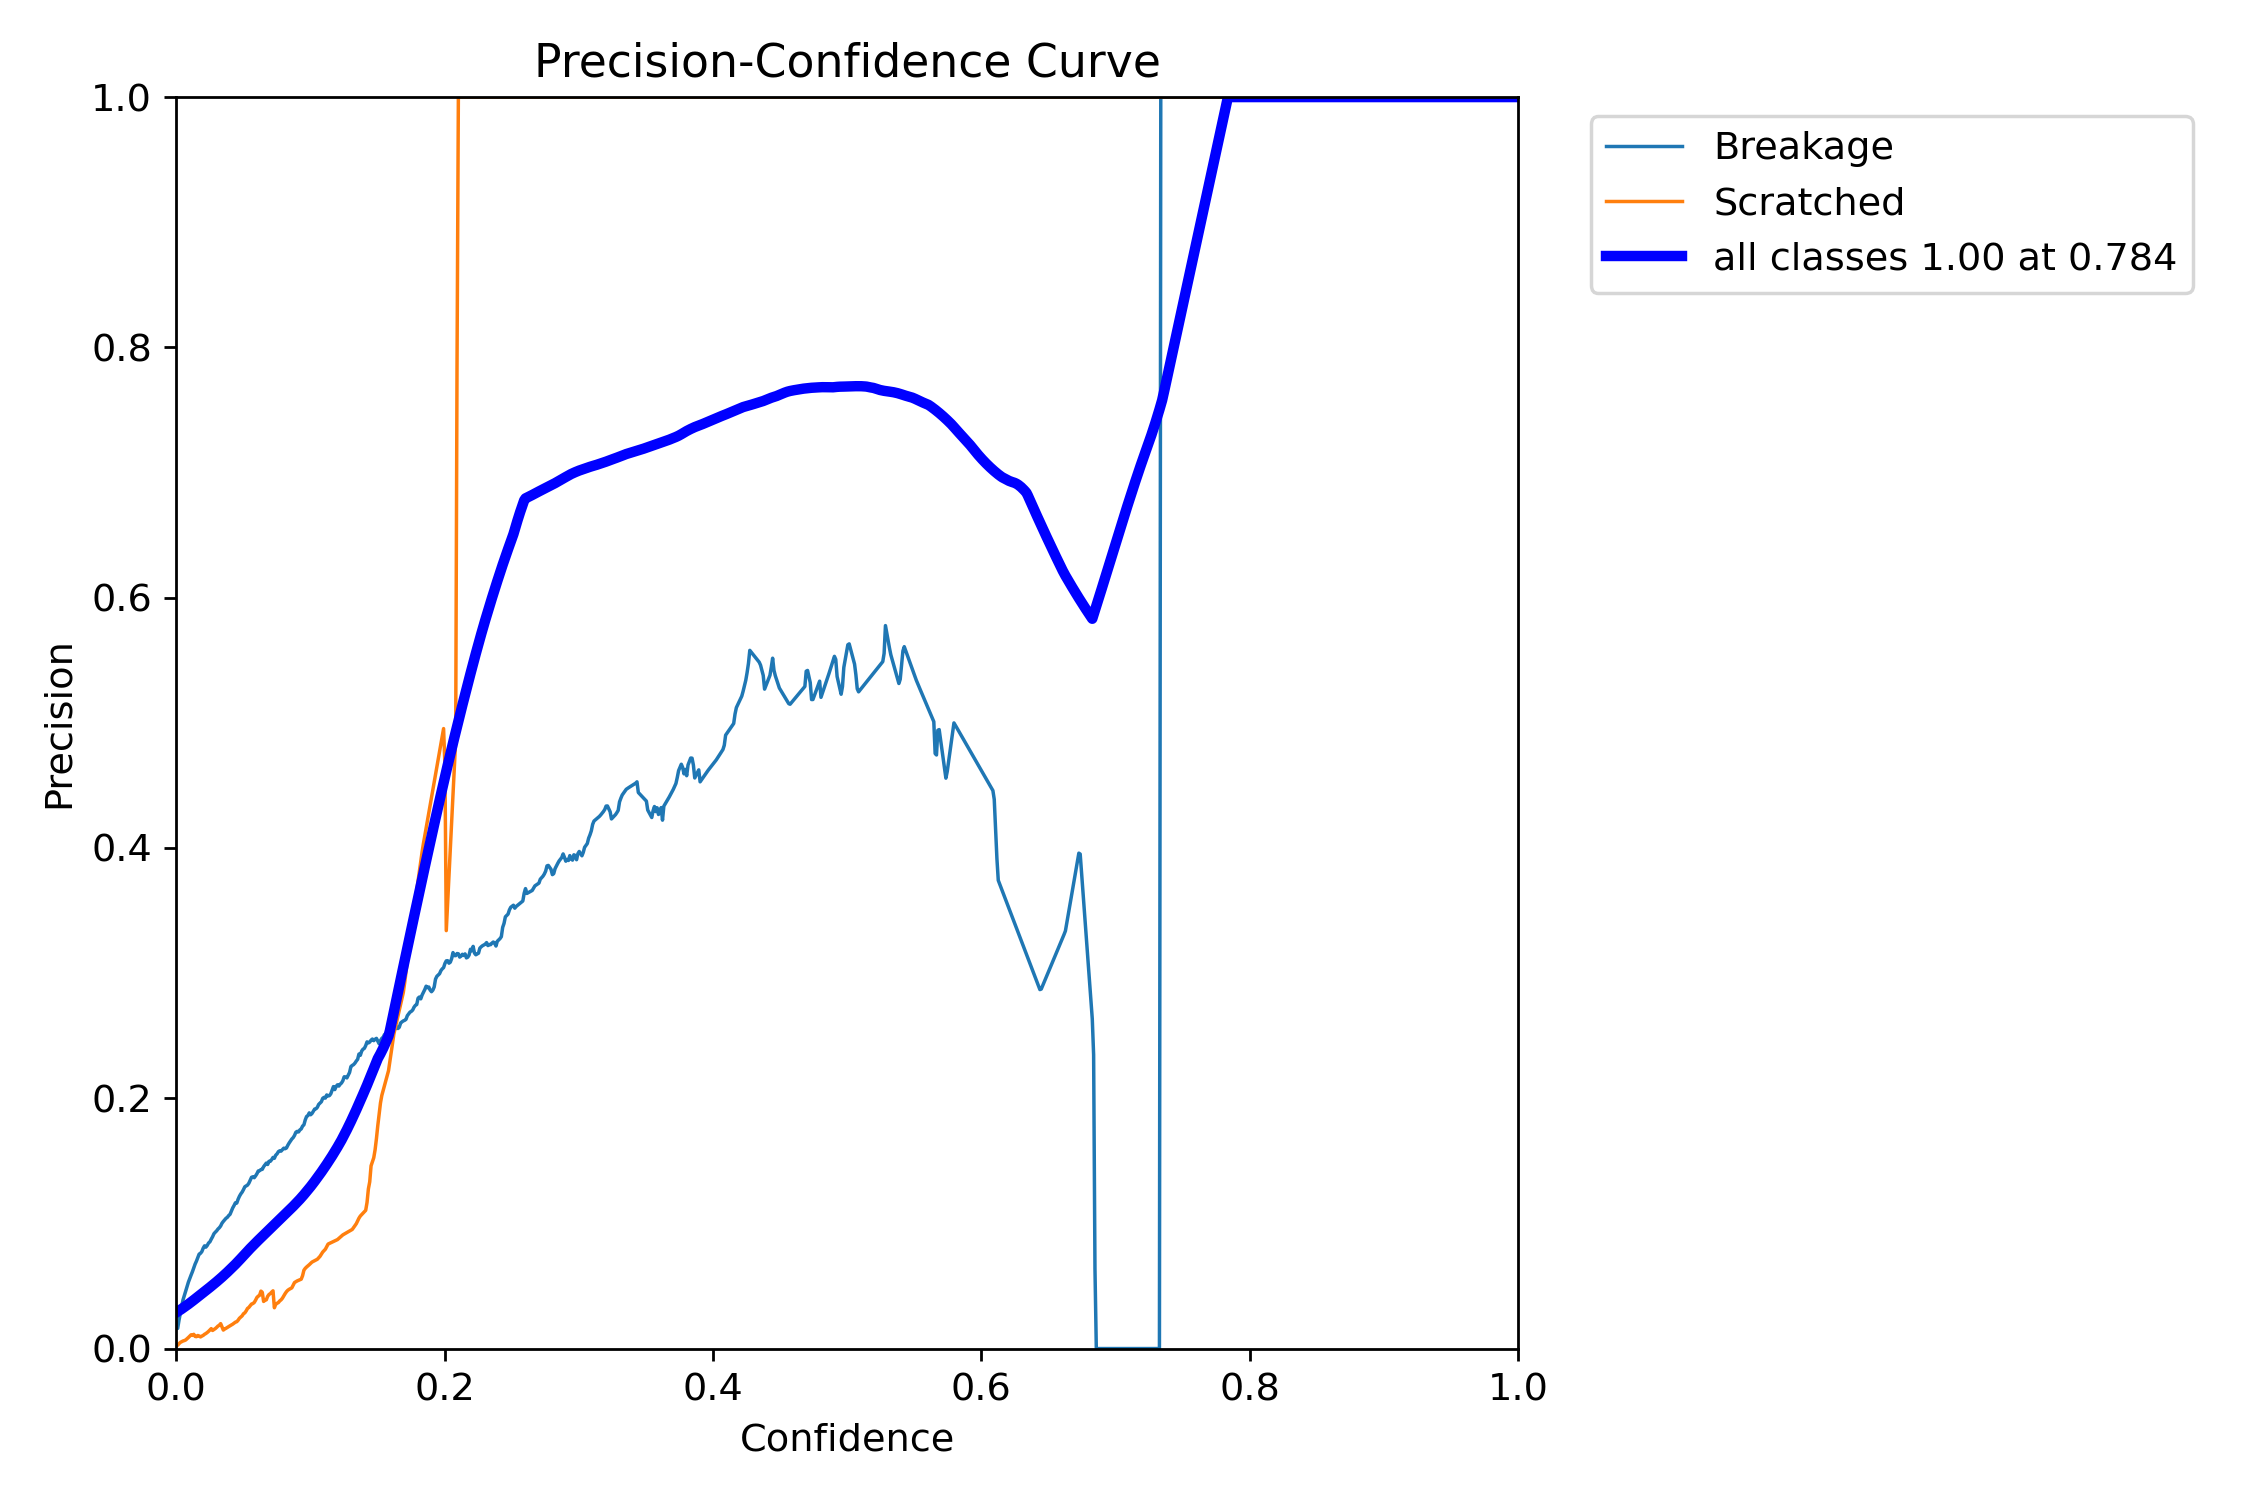 Precision-Confidence Curve
1.0
0.8
0.6
0.4
0.2
0.0
Precision
0.0 0.2 0.4 0.6 0.8 1.0
Confidence
Breakage
Scratched
all classes 1.00 at 0.784